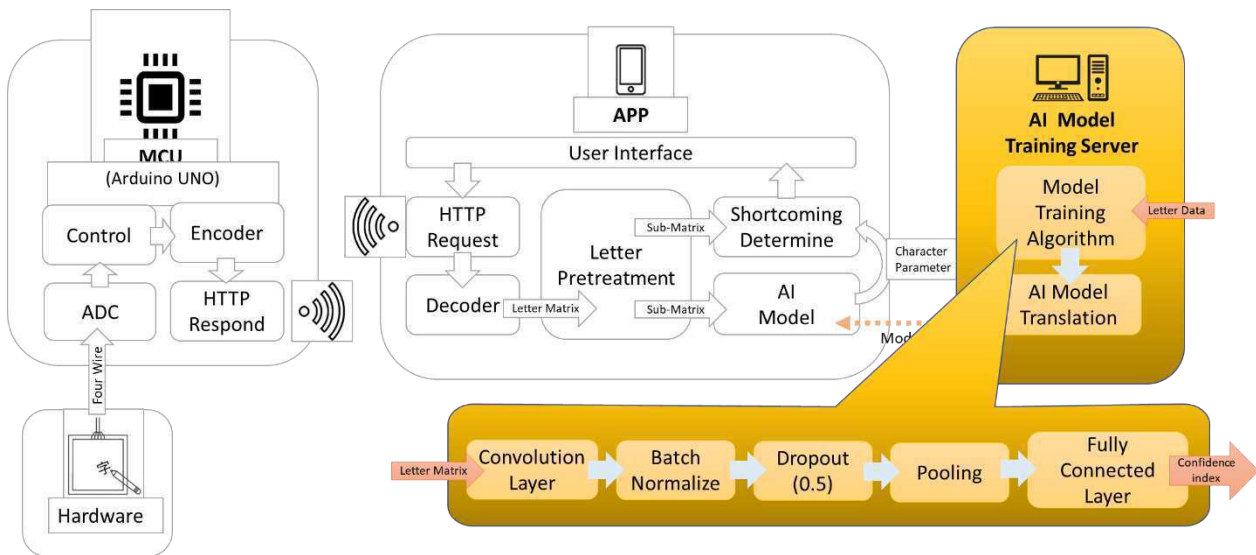 MCU
(Arduino UNO)
Control
Encoder
ADC
HTTP
Respond
Four Wire
字
Hardware
APP
User Interface
HTTP
Request
Decoder
Letter Matrix
Letter
Pretreatment
Sub-Matrix
Sub-Matrix
Shortcoming
Determine
AI
Model
Character
Parameter
AI Model
Training Server
Model
Training
Algorithm
Letter Data
AI Model
Translation
Letter Matrix
Convolution
Layer
Batch
Normalize
Dropout
(0.5)
Pooling
Fully
Connected
Layer
Confidence
index